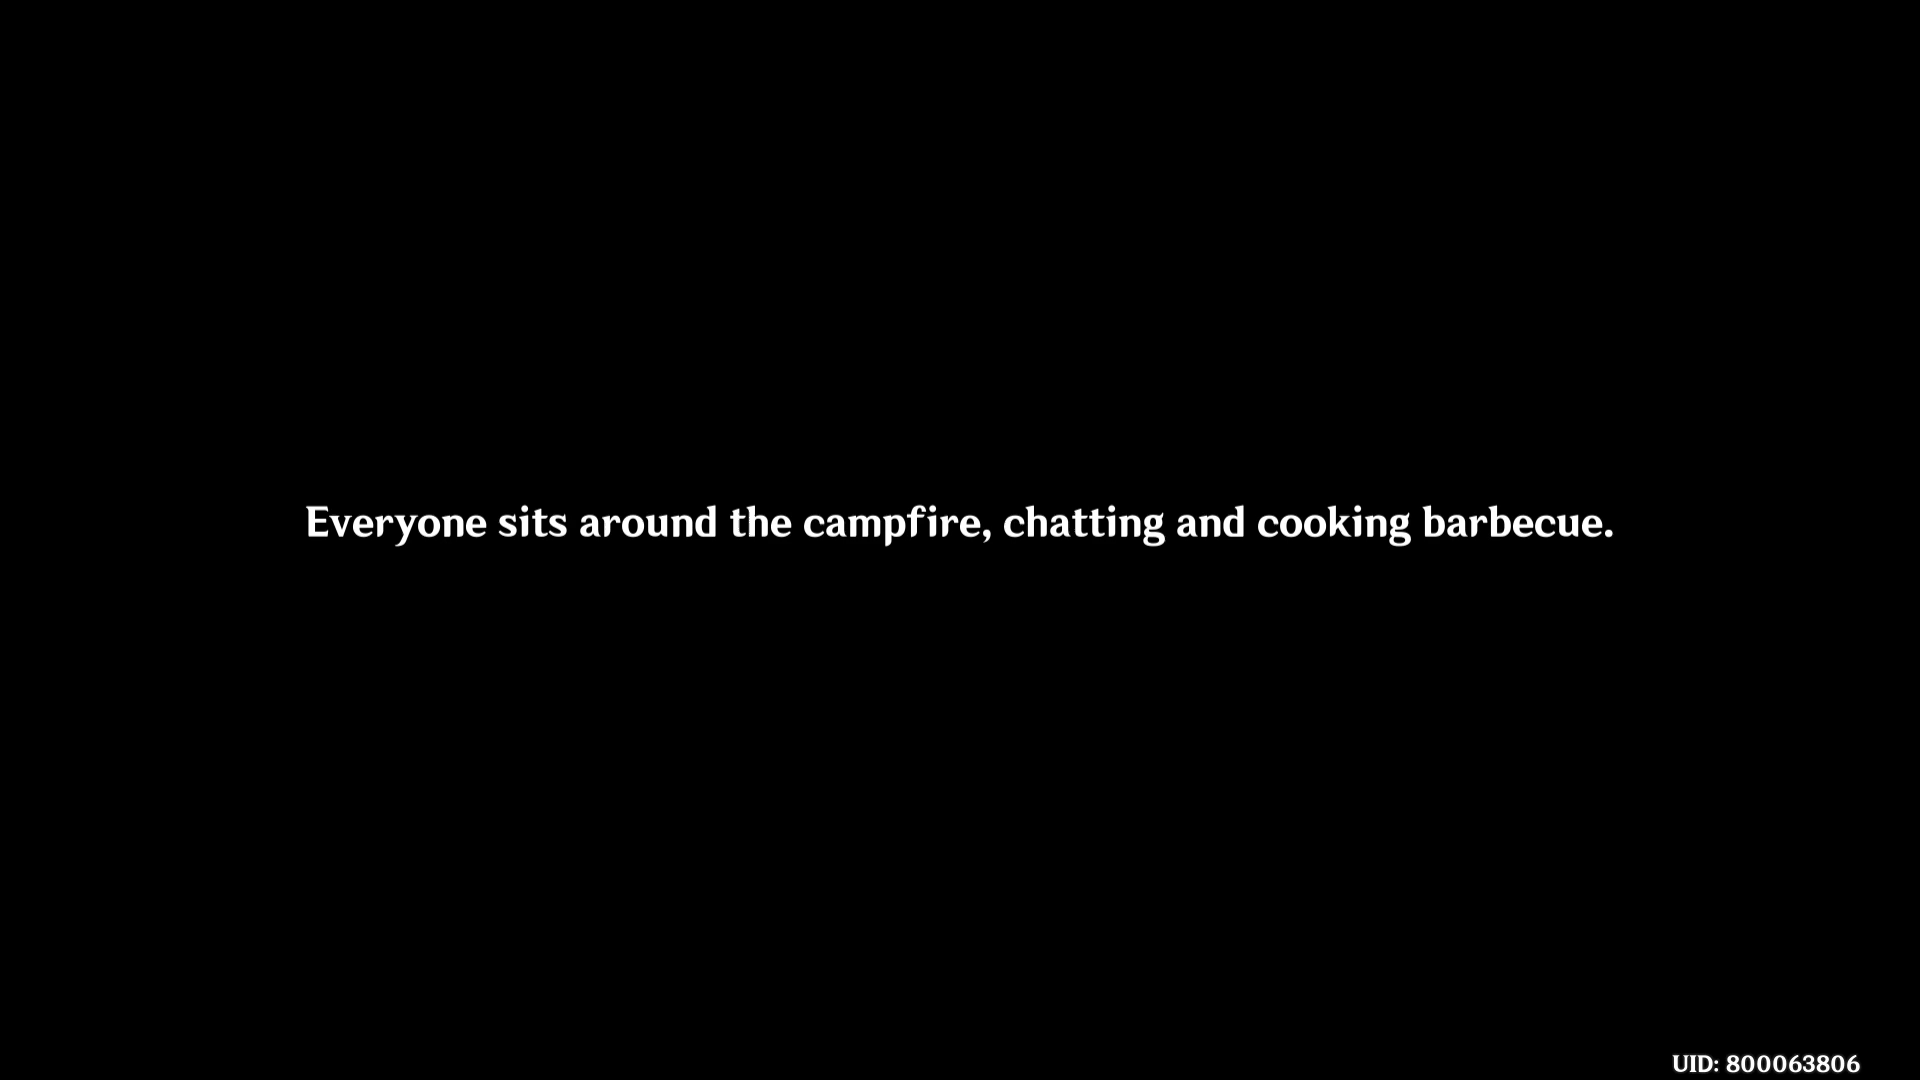 Everyone sits around the campfire, chatting and cooking barbecue.
UID: 800063806